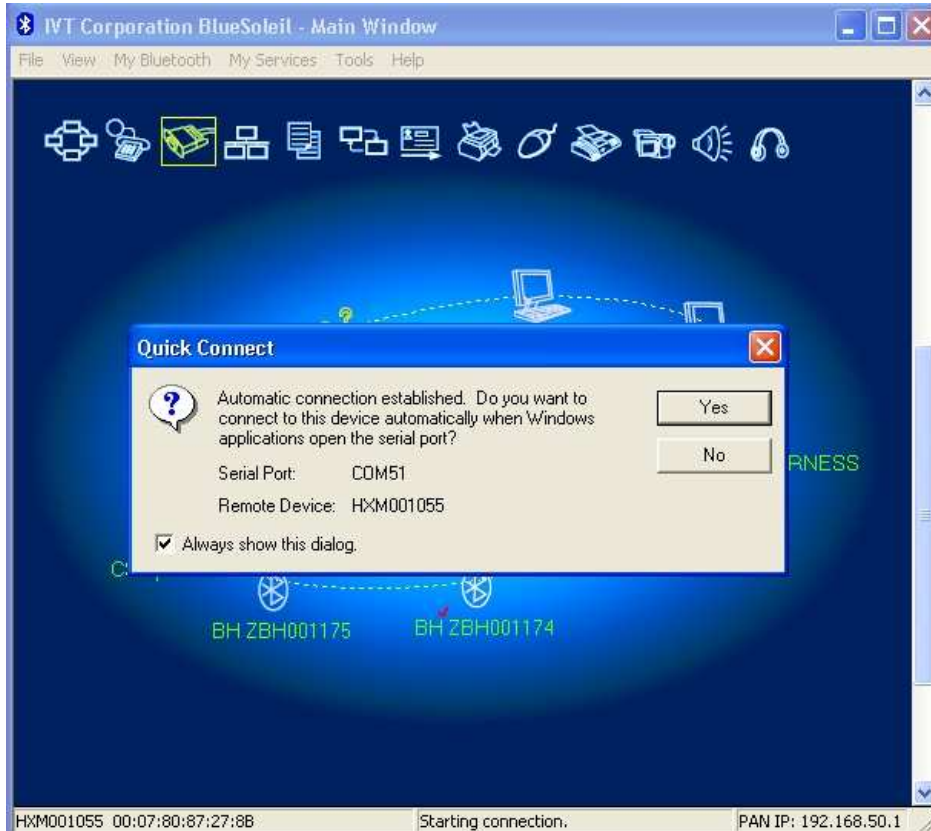 IVT Corporation BlueSoleil - Main Window
File View My Bluetooth My Services Tools Help
Quick Connect
Automatic connection established. Do you want to
connect to this device automatically when Windows
applications open the serial port?
Yes
No
Serial Port: COM51
Remote Device: HXM001055
Always show this dialog.
RNESS
BH ZBH001175
BH ZBH001174
HXM001055 00:07:80:87:27:8B Starting connection. PAN IP: 192.168.50.1